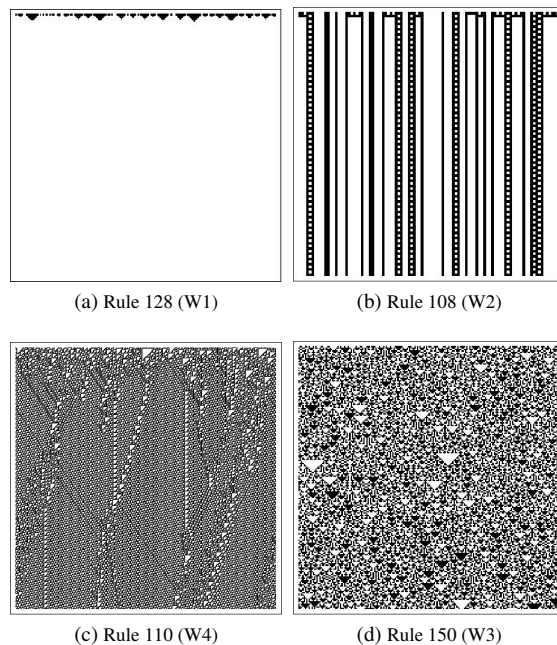 (a) Rule 128 (W1)
(b) Rule 108 (W2)
(c) Rule 110 (W4)
(d) Rule 150 (W3)